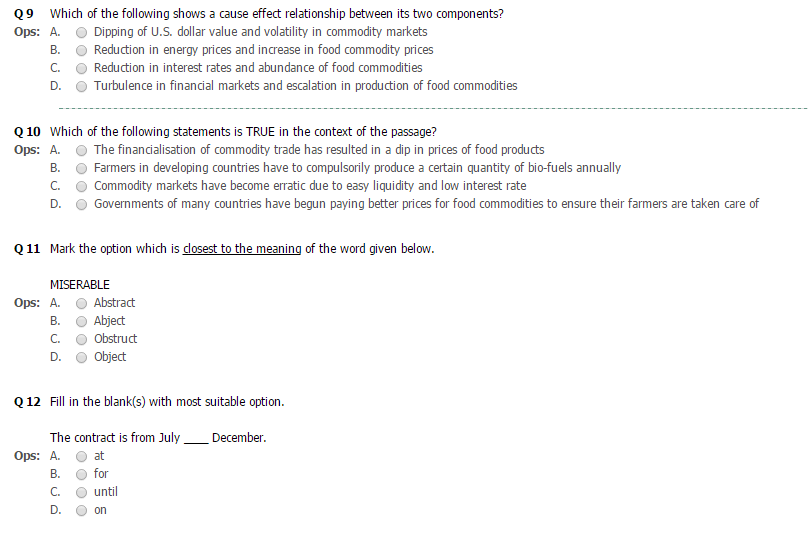 Q 9 Which of the following shows a cause effect relationship between its two components?
Ops: A. Dipping of U.S. dollar value and volatility in commodity markets
B. Reduction in energy prices and increase in food commodity prices
C. Reduction in interest rates and abundance of food commodities
D. Turbulence in financial markets and escalation in production of food commodities
Q 10 Which of the following statements is TRUE in the context of the passage?
Ops: A. The financialisation of commodity trade has resulted in a dip in prices of food products
B. Farmers in developing countries have to compulsorily produce a certain quantity of bio-fuels annually
C. Commodity markets have become erratic due to easy liquidity and low interest rate
D. Governments of many countries have begun paying better prices for food commodities to ensure their farmers are taken care of
Q 11 Mark the option which is closest to the meaning of the word given below.
MISERABLE
Ops: A. Abstract
B. Abject
C. Obstruct
D. Object
Q 12 Fill in the blank(s) with most suitable option.
The contract is from July ____ December.
Ops: A. at
B. for
C. until
D. on